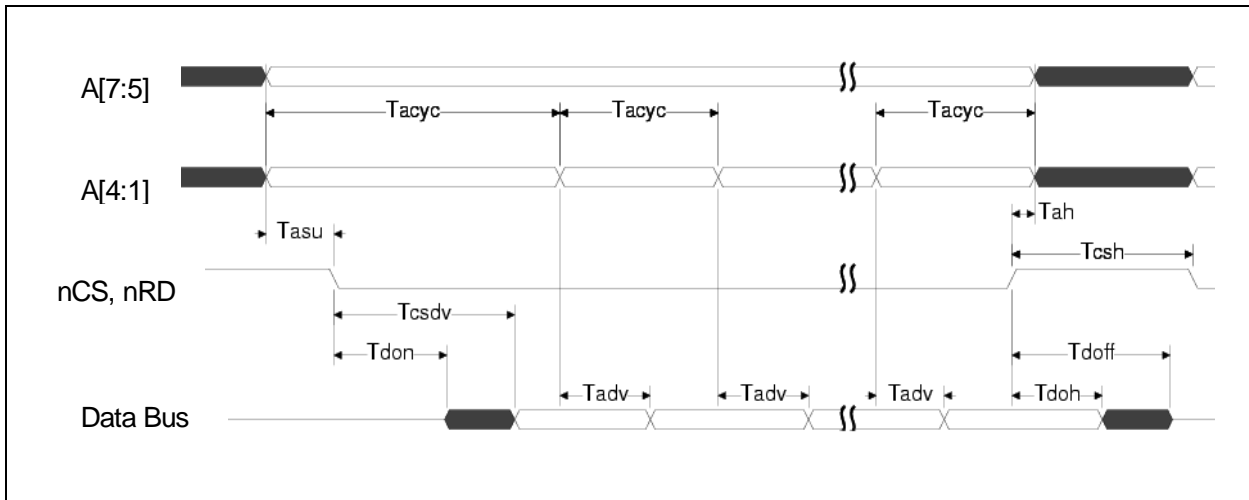 A[7:5]
Tacyc Tacyc Tacyc
A[4:1]
Tah
Tasu
Tcsh
nCS, nRD
Tcsdv
Tdon Tdoff
Tadv Tadv Tadv Tdoh
Data Bus